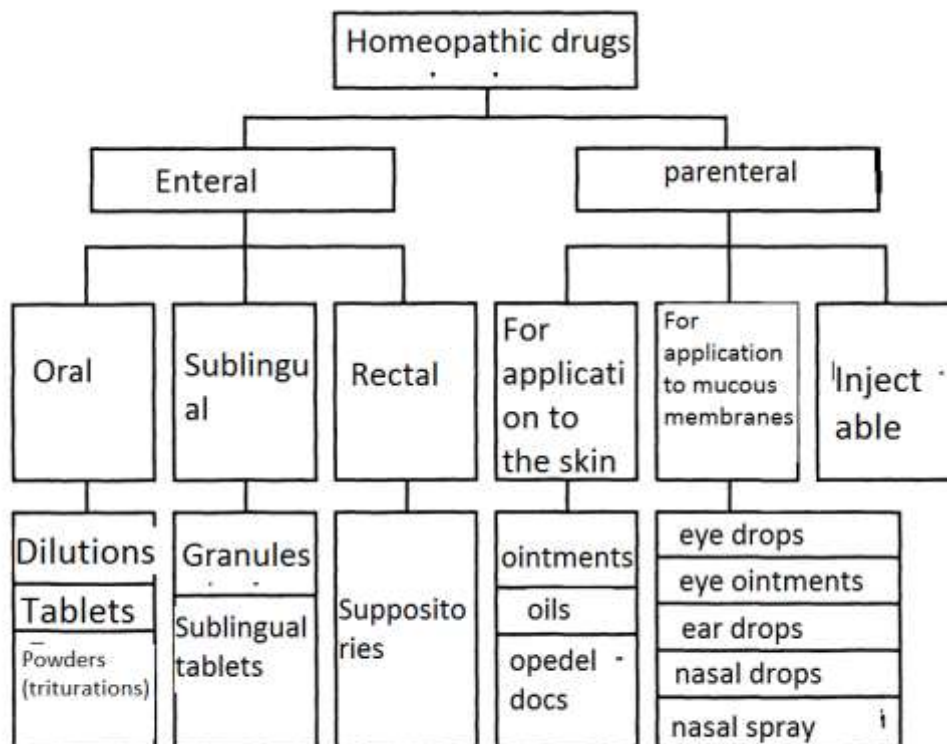 Homeopathic drugs
Enteral
parenteral
Oral
Sublingu
al
Rectal
For
applicati
on to
the skin
For
application
to mucous
membranes
Inject
able
Dilutions
Tablets
Powders
(triturations)
Granules
Sublingual
tablets
Supposito
ries
ointments
oils
opedel -
docs
eye drops
eye ointments
ear drops
nasal drops
nasal spray